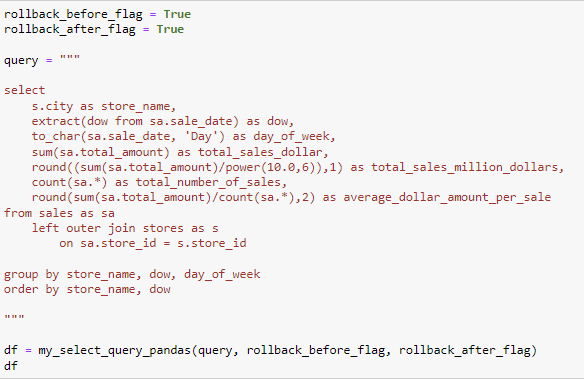 rollback_before_flag = True
rollback_after_flag = True
query = """
select
s.city as store_name,
extract(dow from sa.sale_date) as dow,
to_char(sa.sale_date, 'Day') as day_of_week,
sum(sa.total_amount) as total_sales_dollar,
round((sum(sa.total_amount)/power(10.0,6)),1) as total_sales_million_dollars,
count(sa.*) as total_number_of_sales,
round(sum(sa.total_amount)/count(sa.*),2) as average_dollar_amount_per_sale
from sales as sa
left outer join stores as s
on sa.store_id = s.store_id
group by store_name, dow, day_of_week
order by store_name, dow
"""
df = my_select_query_pandas(query, rollback_before_flag, rollback_after_flag)
df